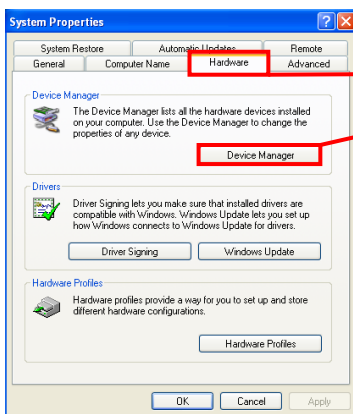 System Properties
System Restore
Automatic Updates
Remote
General
Computer Name
Hardware
Advanced
Device Manager
The Device Manager lists all the hardware devices installed
on your computer. Use the Device Manager to change the
properties of any device.
Device Manager
Drivers
Driver Signing lets you make sure that installed drivers are
compatible with Windows. Windows Update lets you set up
how Windows connects to Windows Update for drivers.
Driver Signing
Windows Update
Hardware Profiles
Hardware profiles provide a way for you to set up and store
different hardware configurations.
Hardware Profiles
OK
Cancel
Apply